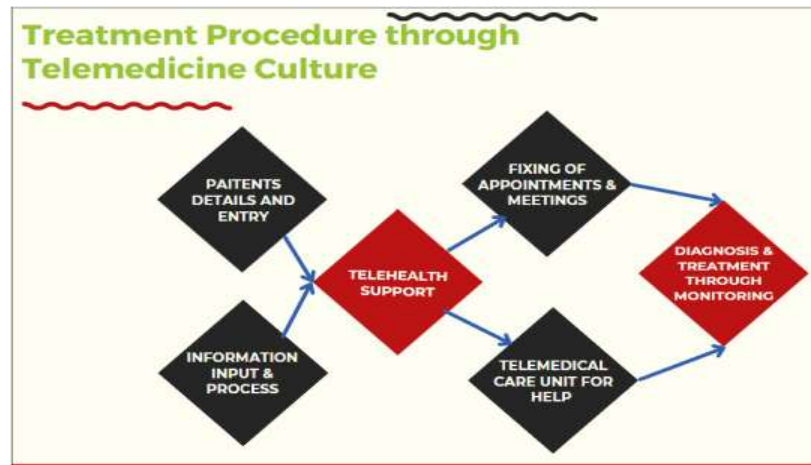 Treatment Procedure through
Telemedicine Culture
PAITENTS
DETAILS AND
ENTRY
INFORMATION
INPUT &
PROCESS
TELEHEALTH
SUPPORT
FIXING OF
APPOINTMENTS &
MEETINGS
TELEMEDICAL
CARE UNIT FOR
HELP
DIAGNOSIS &
TREATMENT
THROUGH
MONITORING